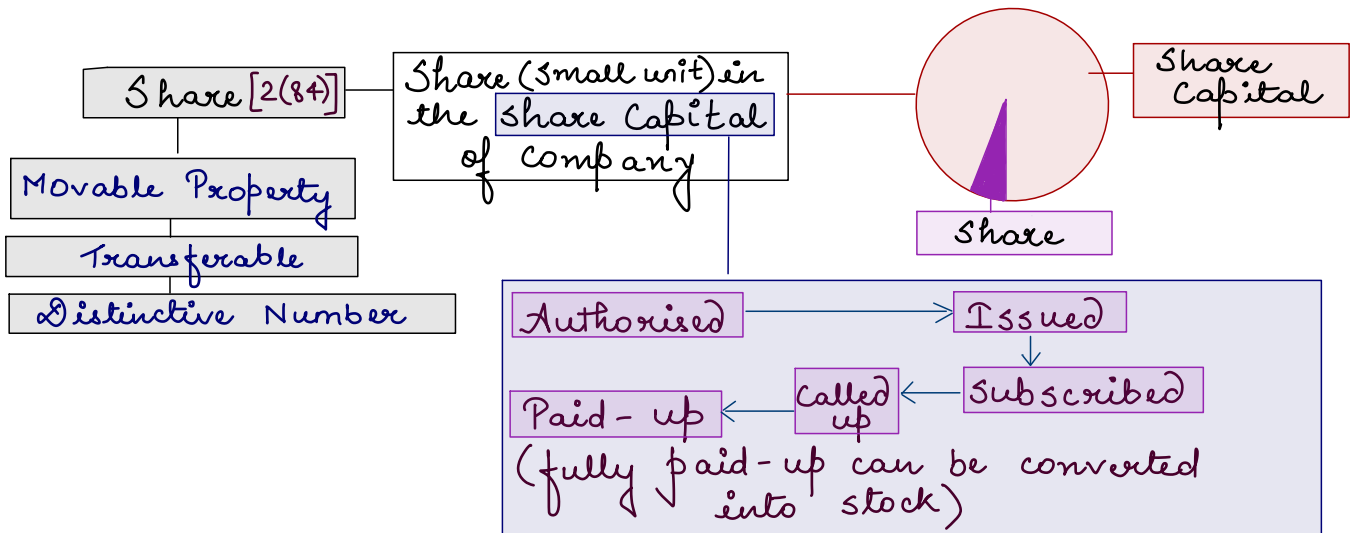 Share [2(84)]
Movable Property
Transferable
Distinctive Number
Share (small unit) in
the share Capital
of company
Share
Capital
Share
Authorised
Issued
Subscribed
Called
up
Paid-up
(fully paid-up can be converted
into stock)